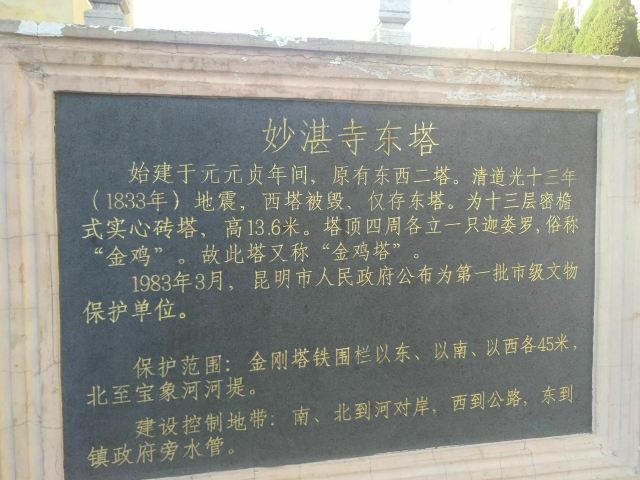 妙湛寺东塔
始建于元元贞年间，原有东西二塔。清道光十三年
（1833年）地震，西塔被毁、仅存东塔。为十三层密檐
式实心砖塔，高13.6米。塔顶四周各立一只迦娄罗，俗称
“金鸡”。故此塔又称“金鸡塔”。
1983年3月，昆明市人民政府公布为第一批市级文物
保护单位。
保护范围：金刚塔铁围栏以东、以南、以西各45米，
北至宝象河河堤。
建设控制地带：南、北到河对岸，西到公路，东到
镇政府旁水管。